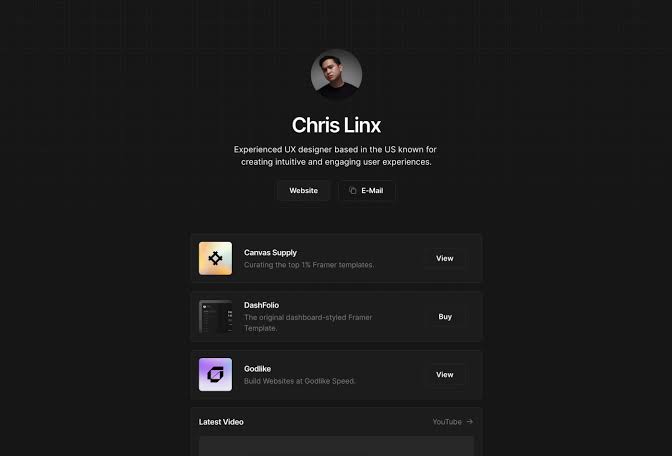 Chris Linx
Experienced UX designer based in the US known for
creating intuitive and engaging user experiences.
Website
E-Mail
Canvas Supply
Curating the top 1% Framer templates.
View
DashFolio
The original dashboard-styled Framer
Template.
Buy
Godlike
Build Websites at Godlike Speed.
View
Latest Video
YouTube →